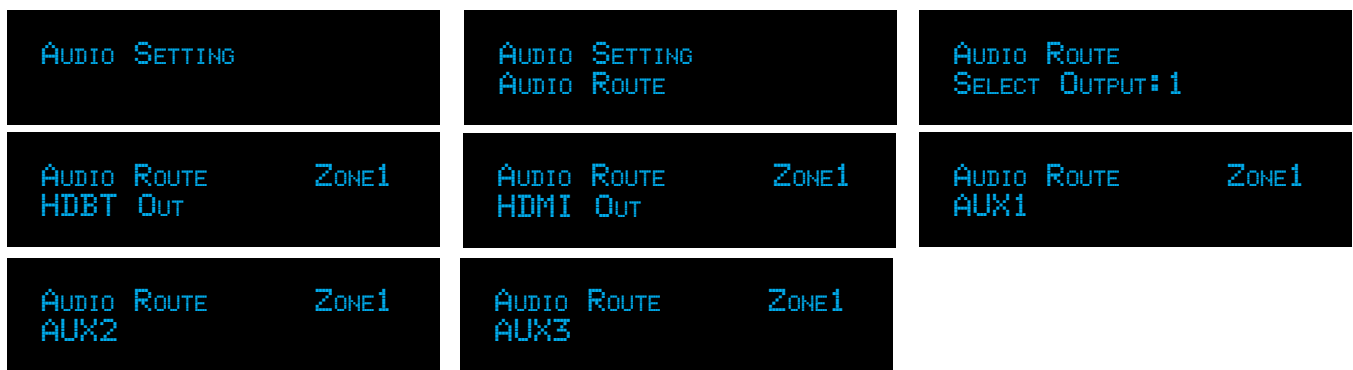 Audio Setting
Audio Setting
Audio Route
Audio Route
Select Output:1
Audio Route Zone1
HDBT Out
Audio Route Zone1
HDMI Out
Audio Route Zone1
AUX1
Audio Route Zone1
AUX2
Audio Route Zone1
AUX3